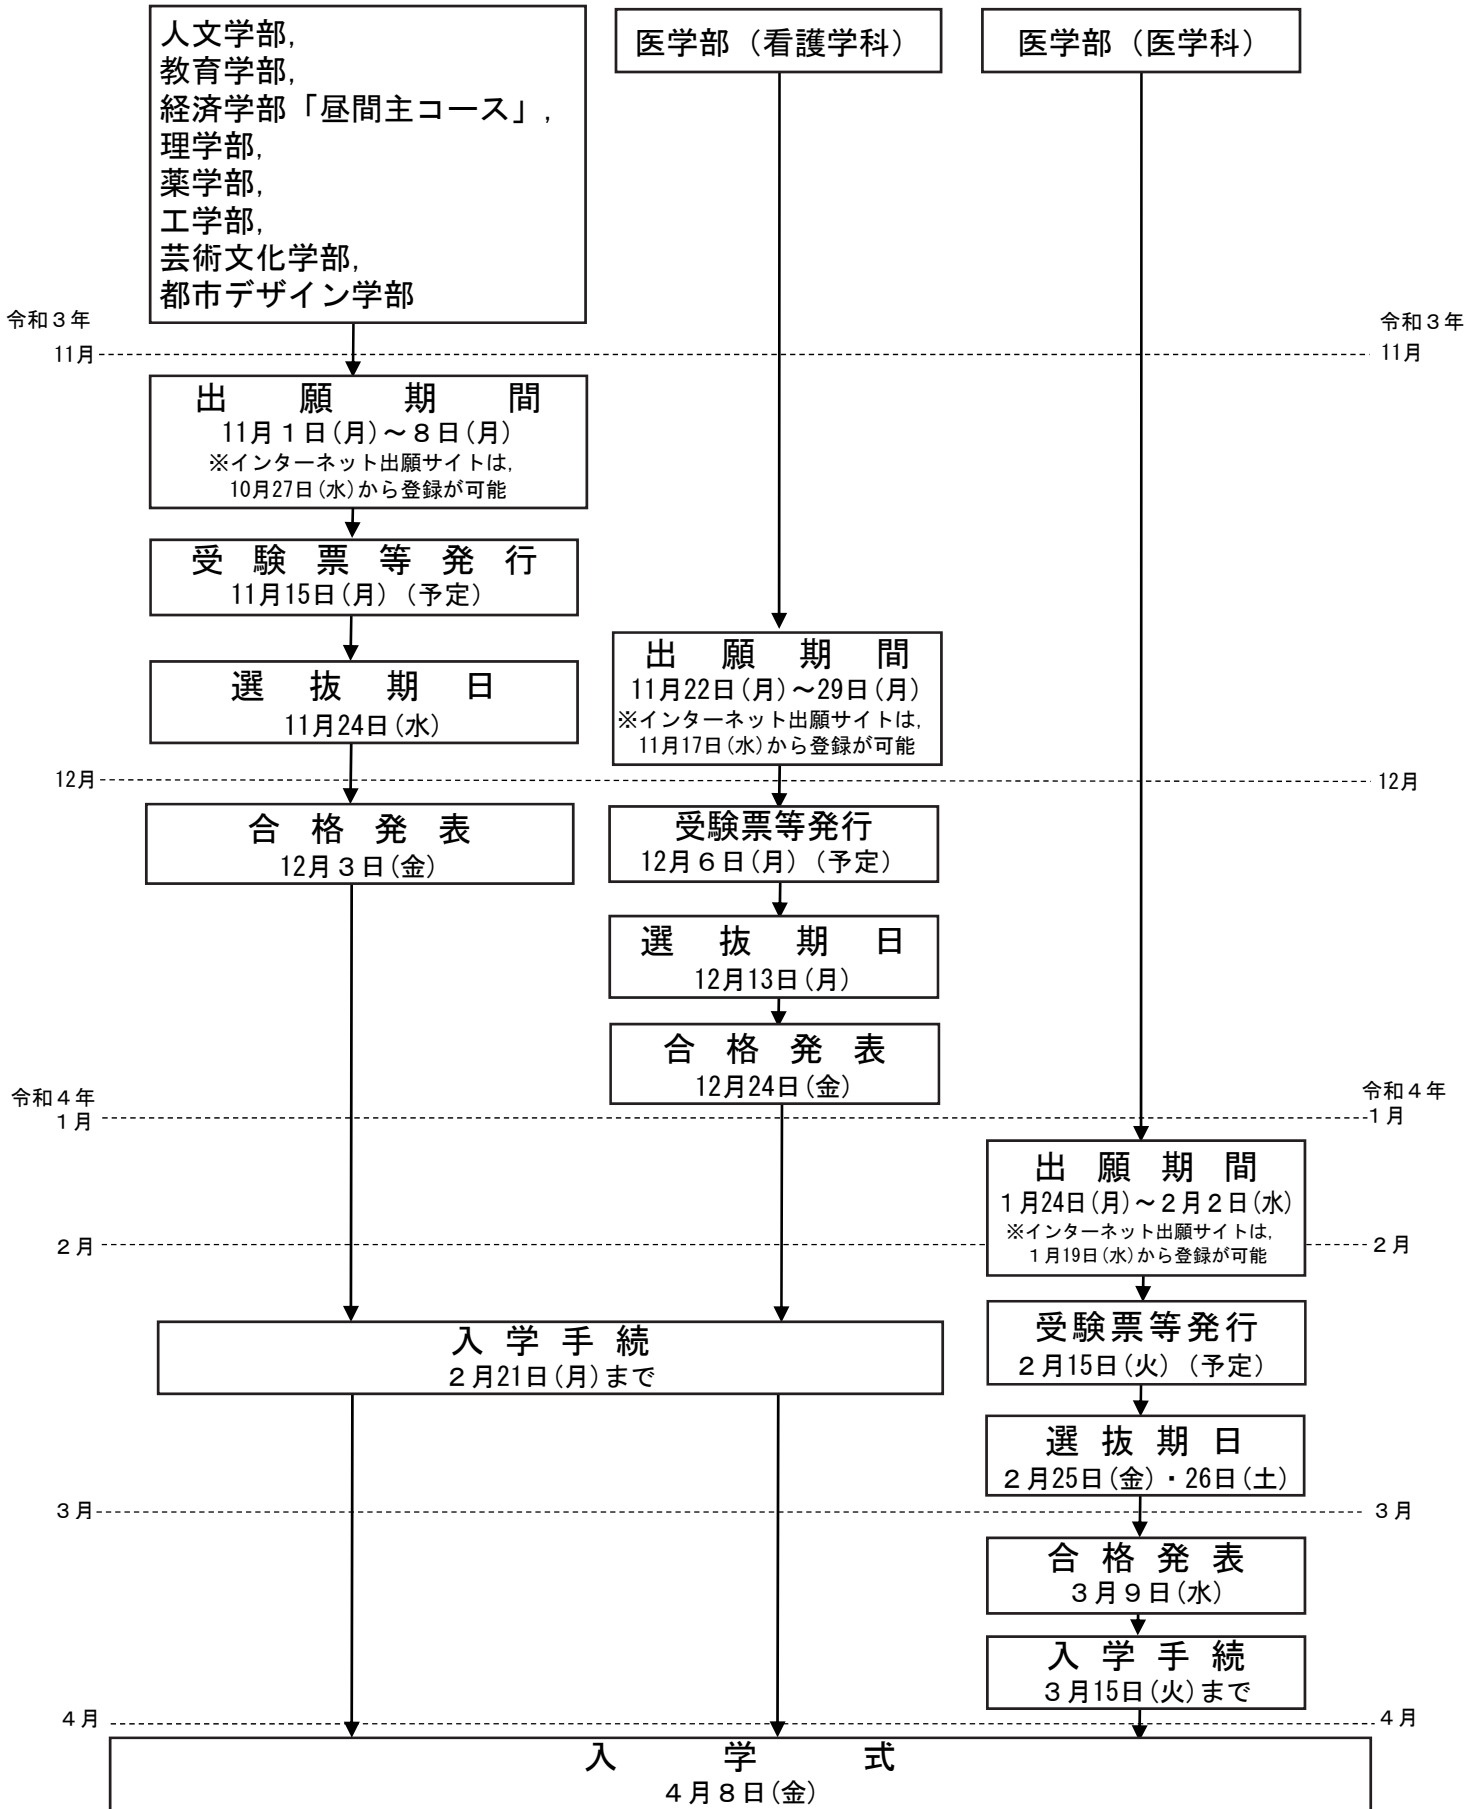 人文学部,
教育学部,
経済学部「昼間主コース」,
理学部,
薬学部,
工学部,
芸術文化学部,
都市デザイン学部
医学部（看護学科）
医学部（医学科）
令和３年
11月
令和３年
11月
出願期間
11月１日(月)～８日(月)
※インターネット出願サイトは,
10月27日(水)から登録が可能
受験票等発行
11月15日(月)（予定）
選抜期日
11月24日(水)
出願期間
11月22日(月)～29日(月)
※インターネット出願サイトは,
11月17日(水)から登録が可能
12月
12月
合格発表
12月３日(金)
受験票等発行
12月６日(月)（予定）
選抜期日
12月13日(月)
合格発表
12月24日(金)
令和４年
１月
令和４年
１月
出願期間
１月24日(月)～２月２日(水)
※インターネット出願サイトは,
１月19日(水)から登録が可能
２月
２月
入学手続
２月21日(月)まで
受験票等発行
２月15日(火)（予定）
選抜期日
２月25日(金)・26日(土)
３月
３月
合格発表
３月９日(水)
入学手続
３月15日(火)まで
４月
４月
入学式
４月８日(金)